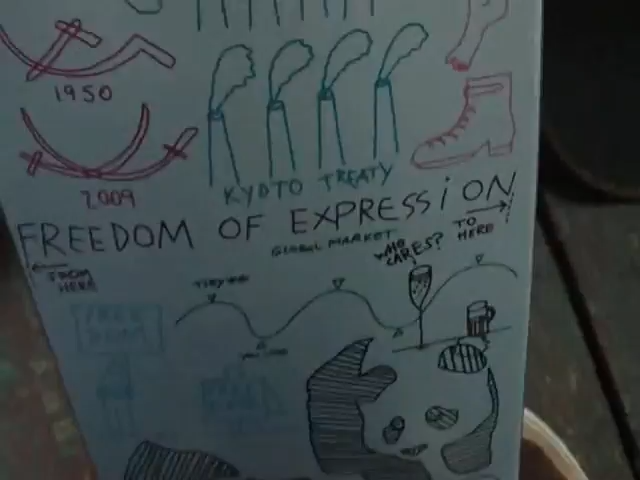 1950
2009
KYOTO TREATY
FREEDOM OF EXPRESSiON
FROM HERE
TO HERE
GLOBAL MARKET
WHO CARES?